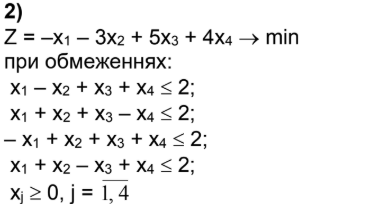 2)
Z = –x₁ – 3x₂ + 5x₃ + 4x₄ → min
при обмеженнях:
x₁ – x₂ + x₃ + x₄ ≤ 2;
x₁ + x₂ + x₃ – x₄ ≤ 2;
– x₁ + x₂ + x₃ + x₄ ≤ 2;
x₁ + x₂ – x₃ + x₄ ≤ 2;
xⱼ ≥ 0, j = 1̅,̅ ̅4̅